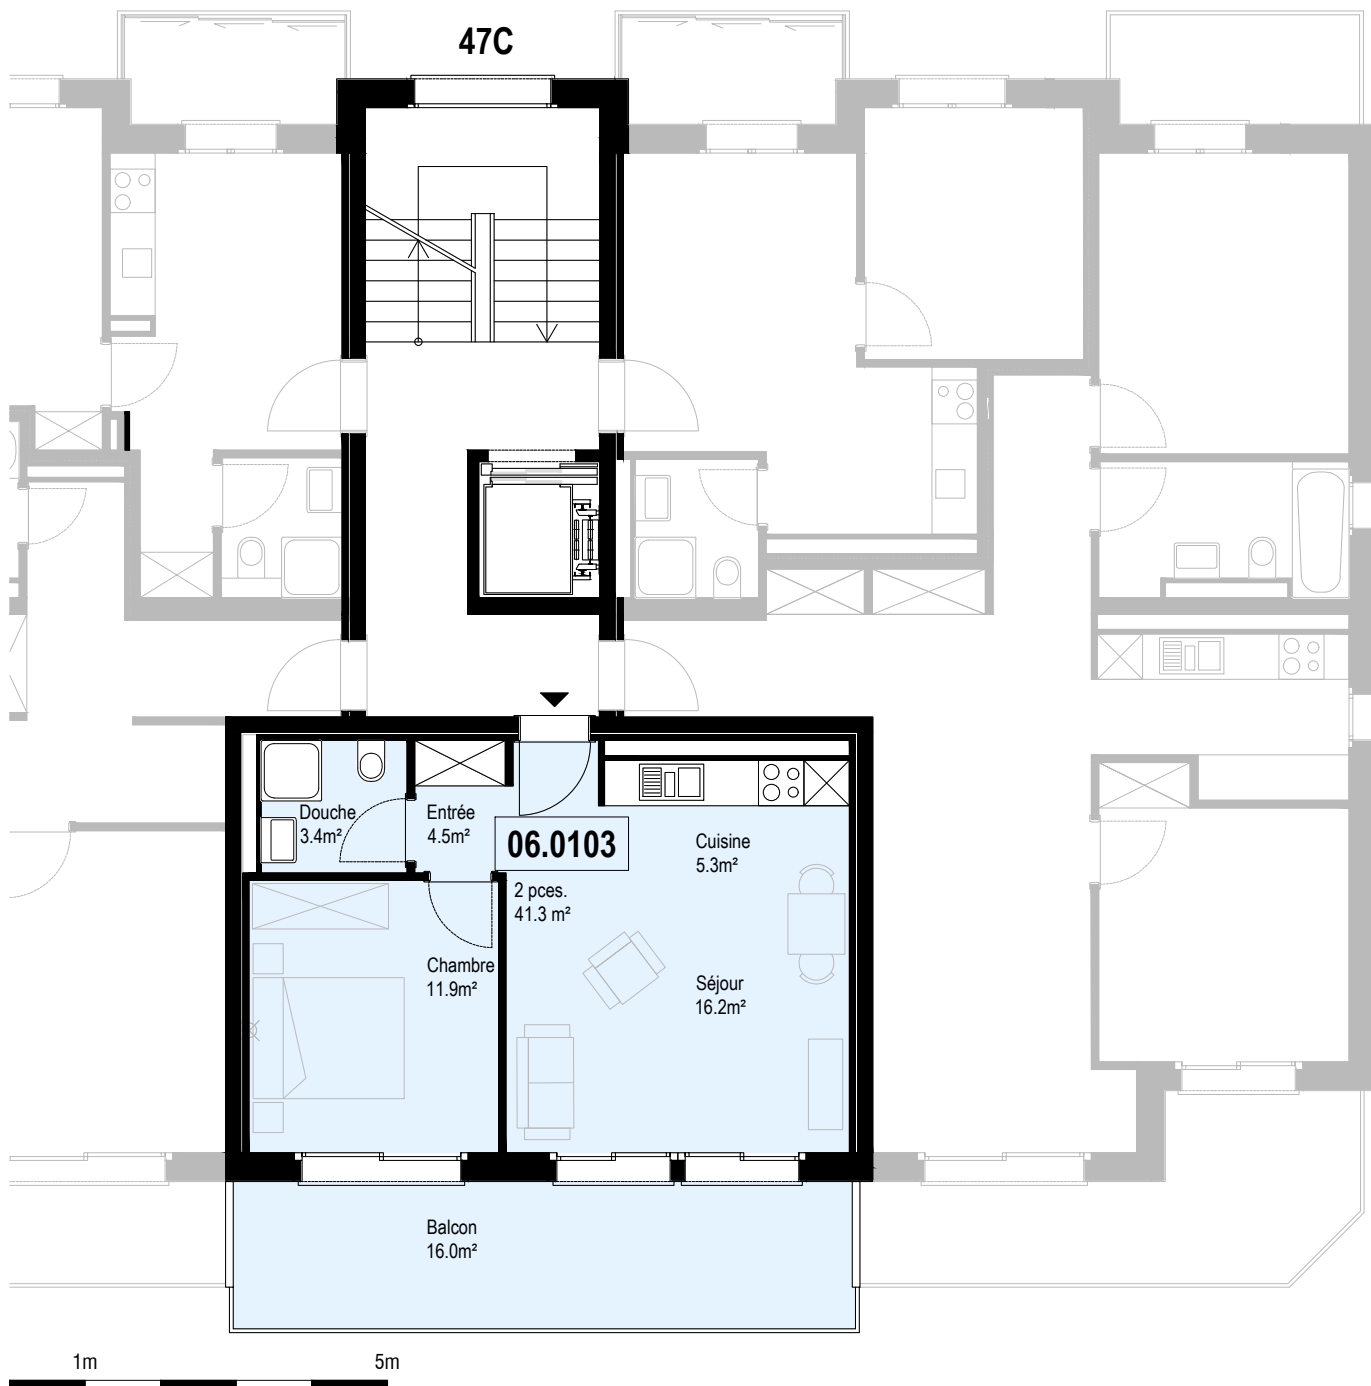 47C
Douche
3.4m²
Entrée
4.5m²
06.0103
2 pces.
41.3 m²
Cuisine
5.3m²
Chambre
11.9m²
Séjour
16.2m²
Balcon
16.0m²
1m 5m